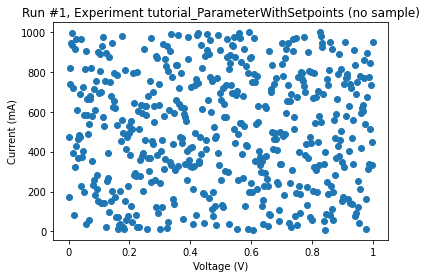 Run #1, Experiment tutorial_ParameterWithSetpoints (no sample)
1000
800
600
400
200
0
Current (mA)
0 0.2 0.4 0.6 0.8 1
Voltage (V)